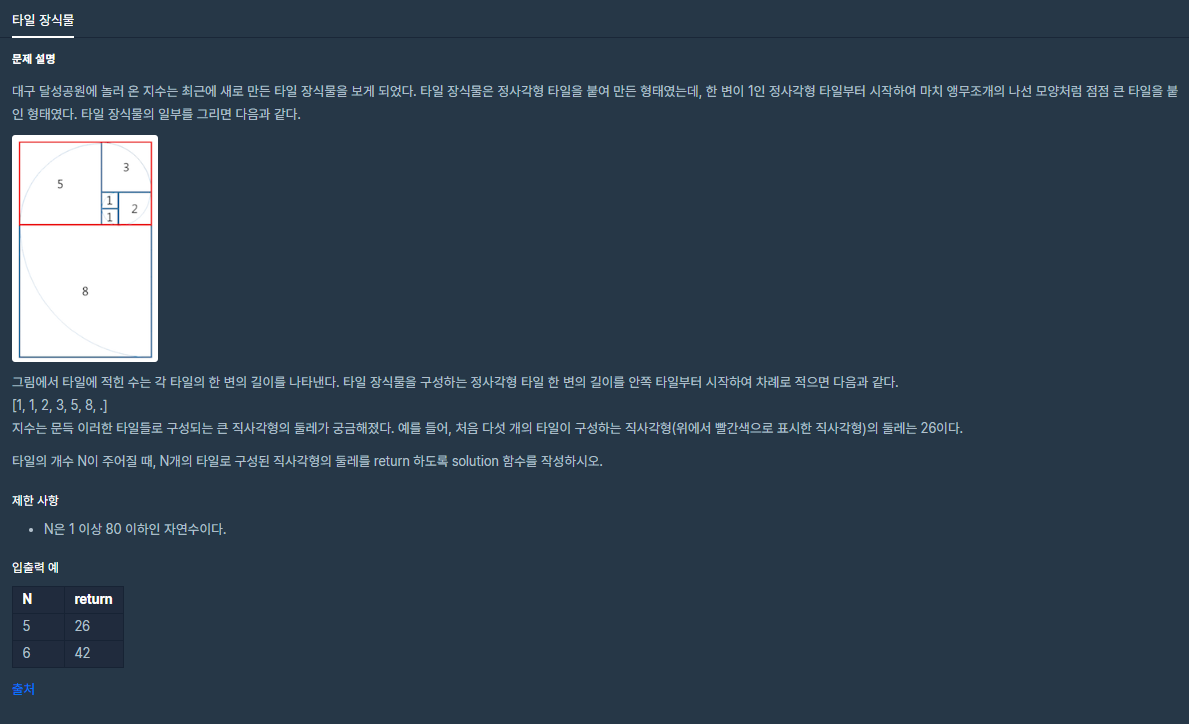 타일 장식물
문제 설명
대구 달성공원에 놀러 온 지수는 최근에 새로 만든 타일 장식물을 보게 되었다. 타일 장식물은 정사각형 타일을 붙여 만든 형태였는데, 한 변이 1인 정사각형 타일부터 시작하여 마치 앵무조개의 나선 모양처럼 점점 큰 타일을 붙
인 형태였다. 타일 장식물의 일부를 그리면 다음과 같다.
5
3
1
2
1
8
그림에서 타일에 적힌 수는 각 타일의 한 변의 길이를 나타낸다. 타일 장식물을 구성하는 정사각형 타일 한 변의 길이를 안쪽 타일부터 시작하여 차례로 적으면 다음과 같다.
[1, 1, 2, 3, 5, 8, .]
지수는 문득 이러한 타일들로 구성되는 큰 직사각형의 둘레가 궁금해졌다. 예를 들어, 처음 다섯 개의 타일이 구성하는 직사각형(위에서 빨간색으로 표시한 직사각형)의 둘레는 26이다.
타일의 개수 N이 주어질 때, N개의 타일로 구성된 직사각형의 둘레를 return 하도록 solution 함수를 작성하시오.
제한 사항
• N은 1 이상 80 이하인 자연수이다.
입출력 예
N return
5 26
6 42
출처